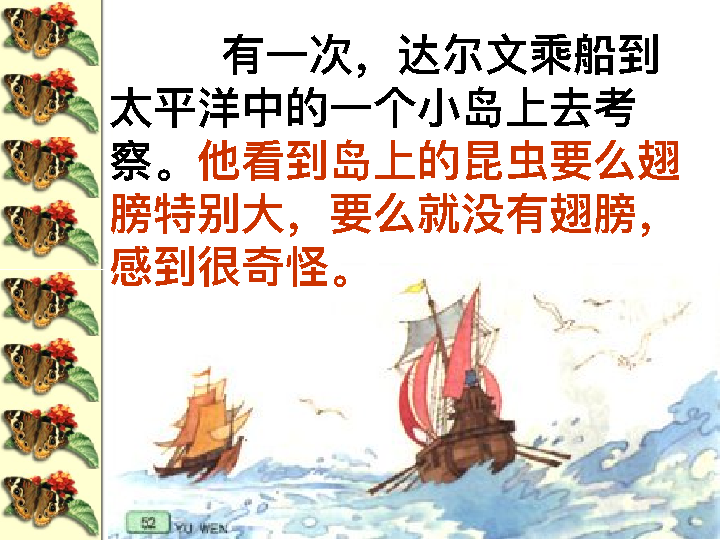 有一次，达尔文乘船到
太平洋中的一个小岛上去考
察。他看到岛上的昆虫要么翅
膀特别大，要么就没有翅膀，
感到很奇怪。
52 YU WEN